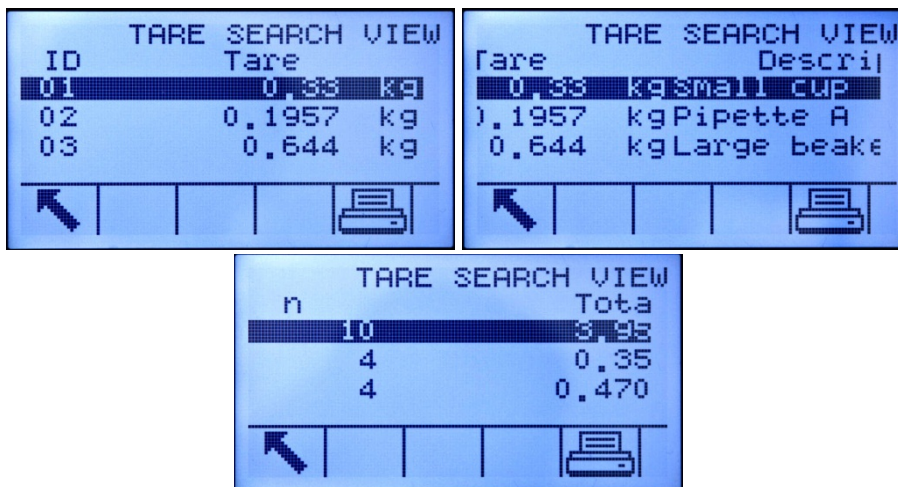 TARE SEARCH VIEW
ID Tare
01 0.33 kg
02 0.1957 kg
03 0.644 kg
TARE SEARCH VIEW
Tare Descri
0.33 kg Small cup
.1957 kg Pipette A
0.644 kg Large beake
TARE SEARCH VIEW
n Tota
10
4 0.35
4 0.470